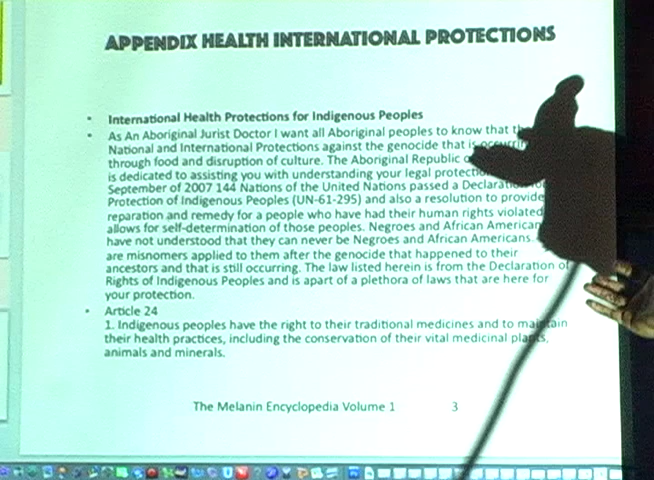 APPENDIX HEALTH INTERNATIONAL PROTECTIONS
International Health Protections for Indigenous Peoples
As An Aboriginal Jurist Doctor I want all Aboriginal peoples to know that
National and International Protections against the genocide that is
through food and disruption of culture. The Aboriginal Republic
is dedicated to assisting you with understanding your legal
September of 2007 144 Nations of the United Nations passed a Declaration for
Protection of Indigenous Peoples (UN-61-295) and also a resolution to provide
reparation and remedy for a people who have had their human rights violated
allows for self-determination of those peoples. Negroes and African American
have not understood that they can never be Negroes and African Americans.
are misnomers applied to them after the genocide that happened to their
ancestors and that is still occurring. The law listed herein is from the Declaration of
Rights of Indigenous Peoples and is apart of a plethora of laws that are here for
your protection.
Article 24
1. Indigenous peoples have the right to their traditional medicines and to maintain
their health practices, including the conservation of their vital medicinal plants,
animals and minerals.
The Melanin Encyclopedia Volume 1 3